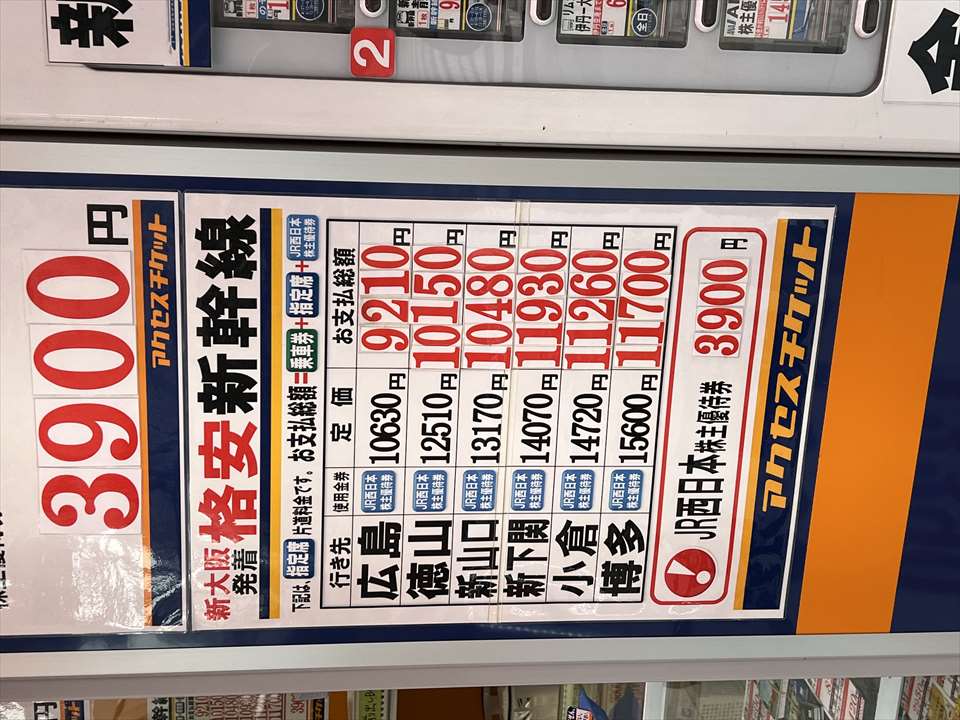 3900円
アクセスチケット
新大阪発着 格安新幹線
下記は、指定席 片道料金です。 お支払総額=乗車券+指定席+JR西日本株主優待券
行き先 使用金券 定価 お支払総額
広島 JR西日本株主優待券 10630円 9210円
徳山 JR西日本株主優待券 12510円 10150円
新山口 JR西日本株主優待券 13170円 10480円
新下関 JR西日本株主優待券 14070円 11930円
小倉 JR西日本株主優待券 14720円 11260円
博多 JR西日本株主優待券 15600円 11700円
JR西日本株主優待券 3900円
アクセスチケット
2
全日